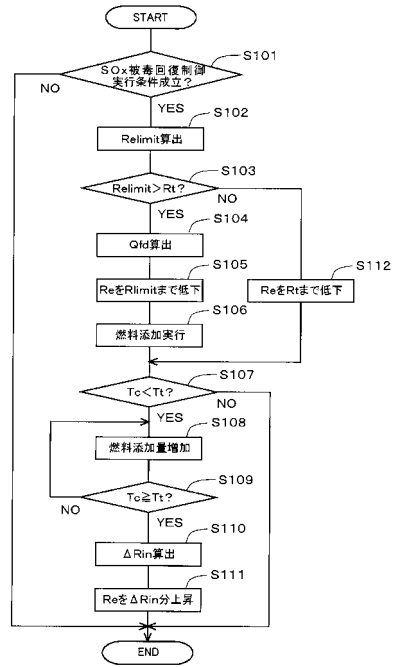 START
S101
SOx被毒回復制御
実行条件成立?
NO
YES
S102
Relimit算出
S103
Relimit>Rt?
NO
YES
S104
Qfd算出
S105
ReをRlimitまで低下
S112
ReをRtまで低下
S106
燃料添加実行
S107
Tc<Tt?
NO
YES
S108
燃料添加量増加
S109
Tc≧Tt?
NO
YES
S110
ΔRin算出
S111
ReをΔRin分上昇
END